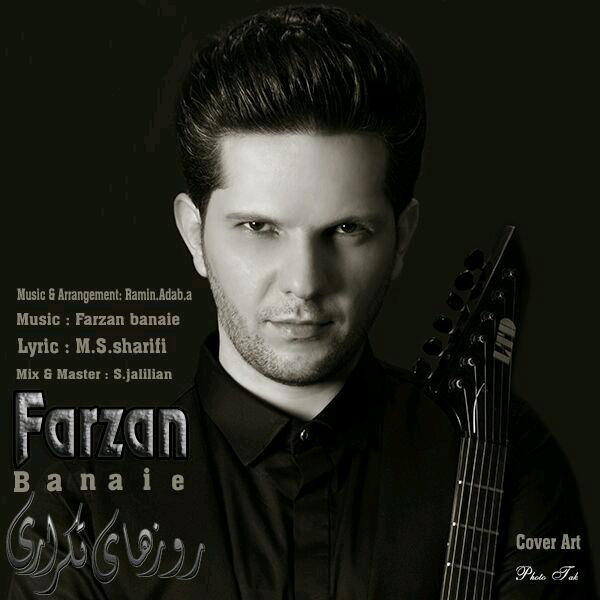 Music & Arrangement: Ramin.Adab.a
Music : Farzan banaie
Lyric : M.S.sharifi
Mix & Master : S.jalilian
Farzan
Banaie
روزهای تکراری
LTD
Cover Art
Photo Tak